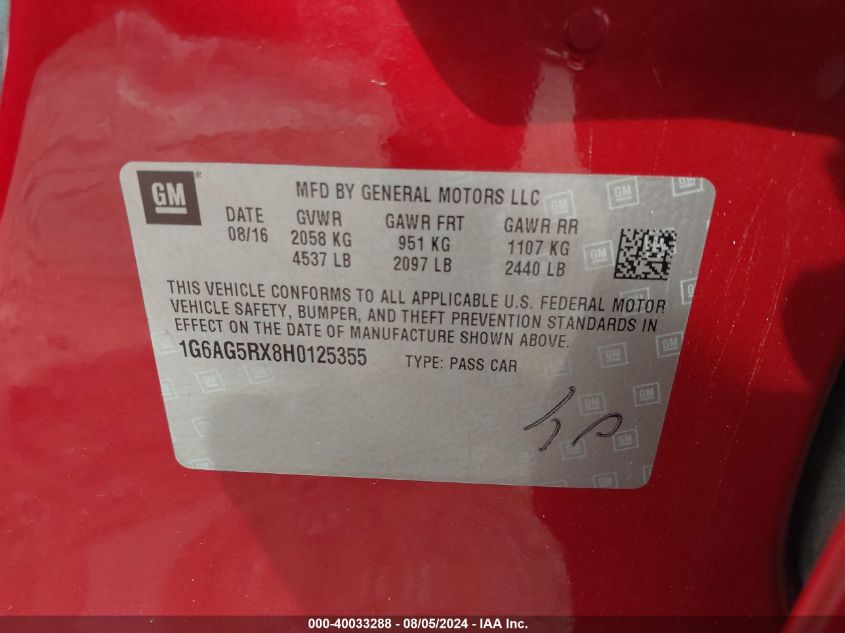 GM MFD BY GENERAL MOTORS LLC
DATE GVWR GAWR FRT GAWR RR
08/16 2058 KG 951 KG 1107 KG
4537 LB 2097 LB 2440 LB
THIS VEHICLE CONFORMS TO ALL APPLICABLE U.S. FEDERAL MOTOR
VEHICLE SAFETY, BUMPER, AND THEFT PREVENTION STANDARDS IN
EFFECT ON THE DATE OF MANUFACTURE SHOWN ABOVE.
1G6AG5RX8H0125355 TYPE: PASS CAR
000-40033288 - 08/05/2024 - IAA Inc.